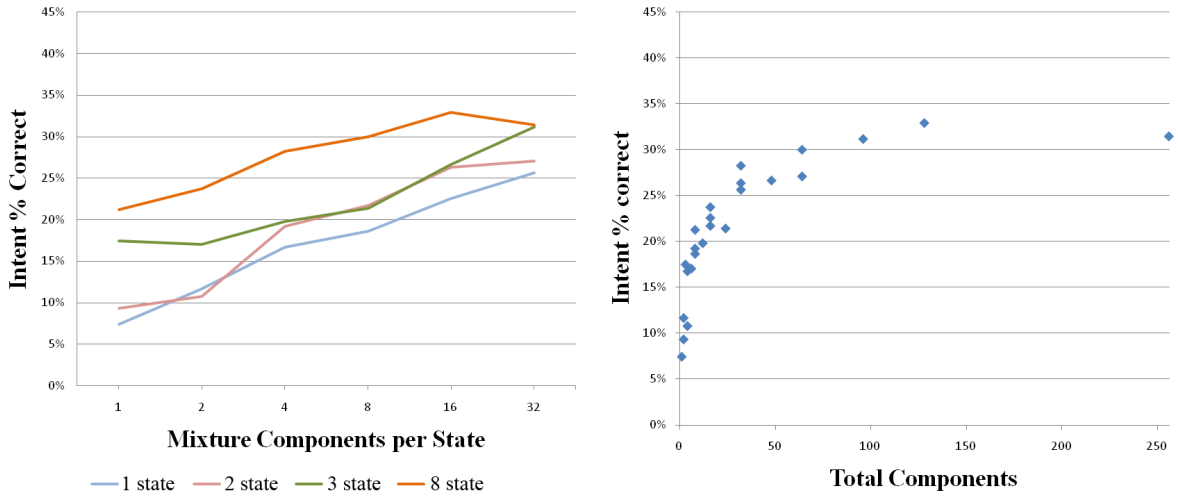 45%
40%
35%
30%
25%
20%
15%
10%
5%
0%
Intent % Correct
1 2 4 8 16 32
Mixture Components per State
1 state 2 state 3 state 8 state
45%
40%
35%
30%
25%
20%
15%
10%
5%
0%
Intent % correct
0 50 100 150 200 250
Total Components